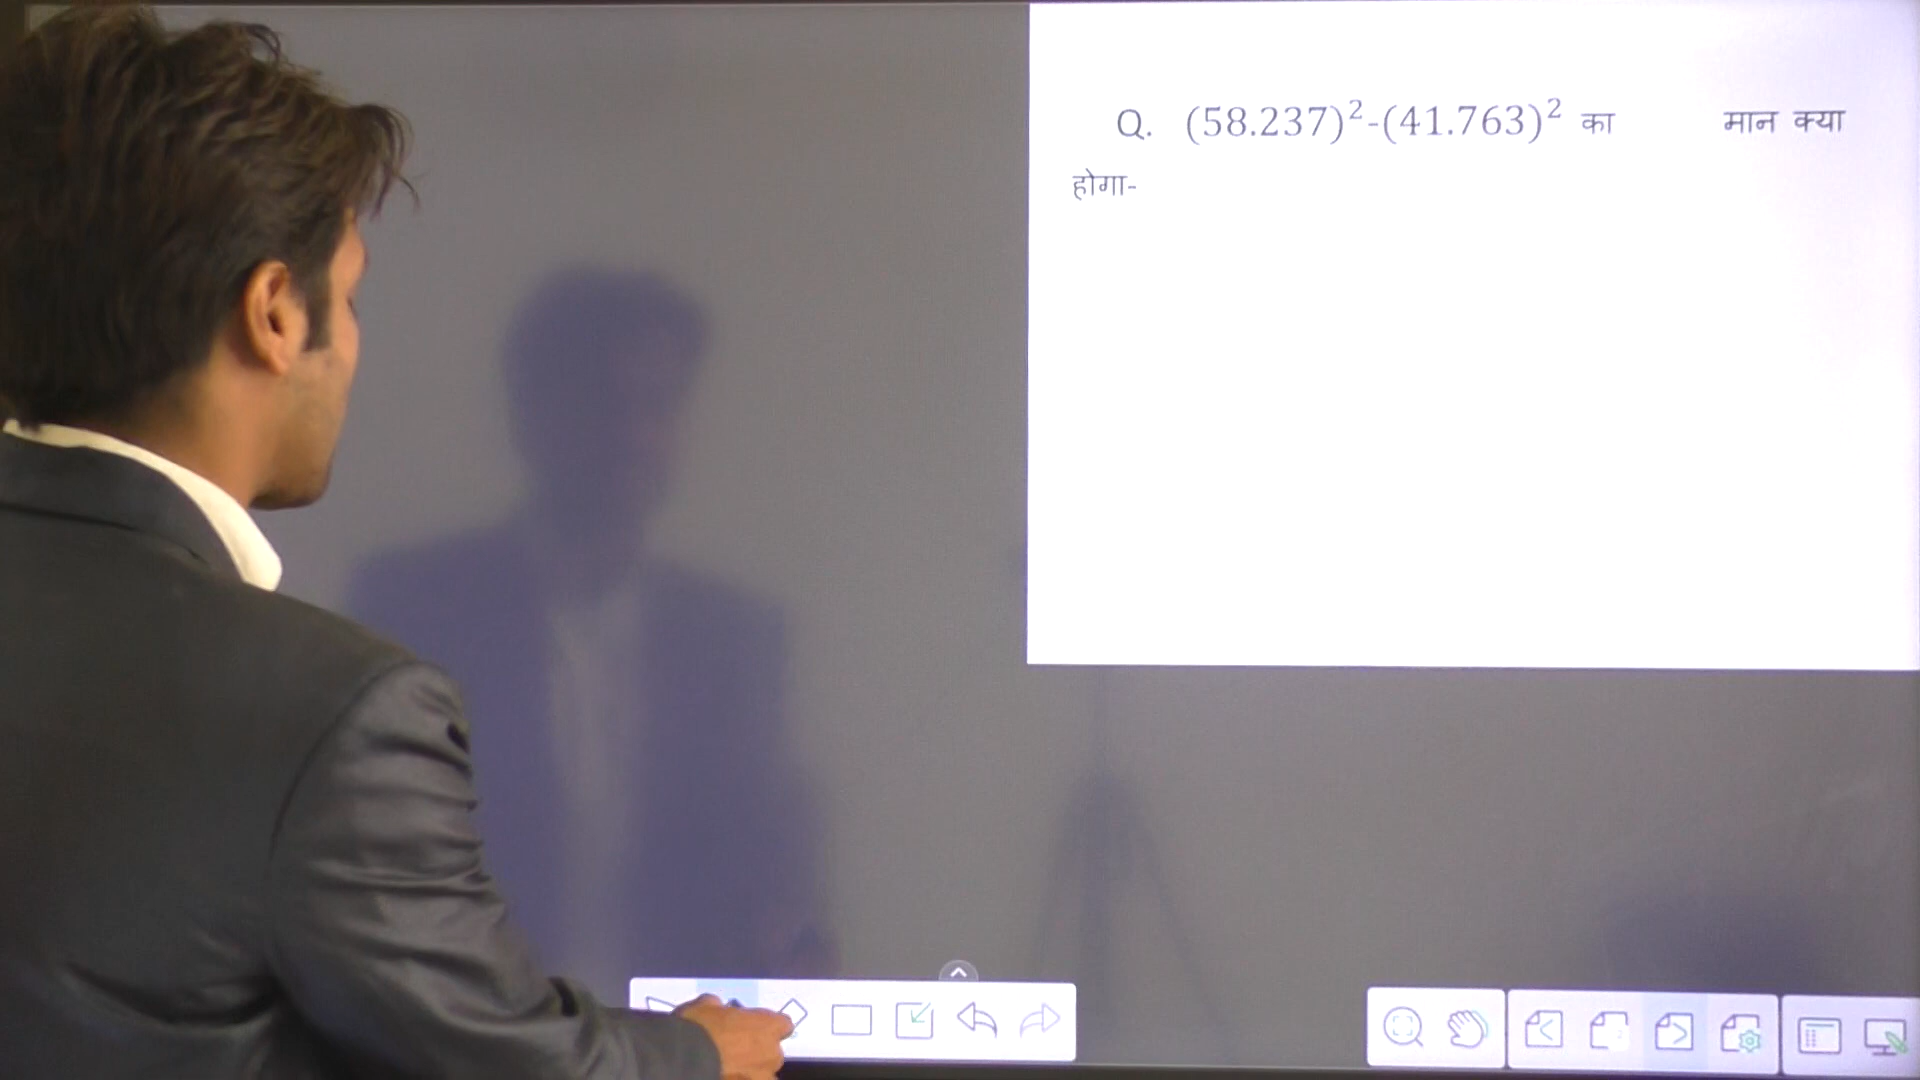 Q. (58.237)²-(41.763)² का मान क्या
होगा-